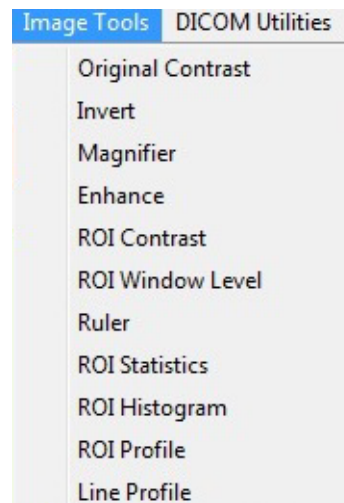 Image Tools DICOM Utilities
Original Contrast
Invert
Magnifier
Enhance
ROI Contrast
ROI Window Level
Ruler
ROI Statistics
ROI Histogram
ROI Profile
Line Profile